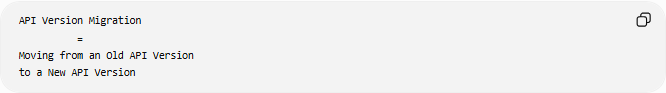 API Version Migration
=
Moving from an Old API Version
to a New API Version